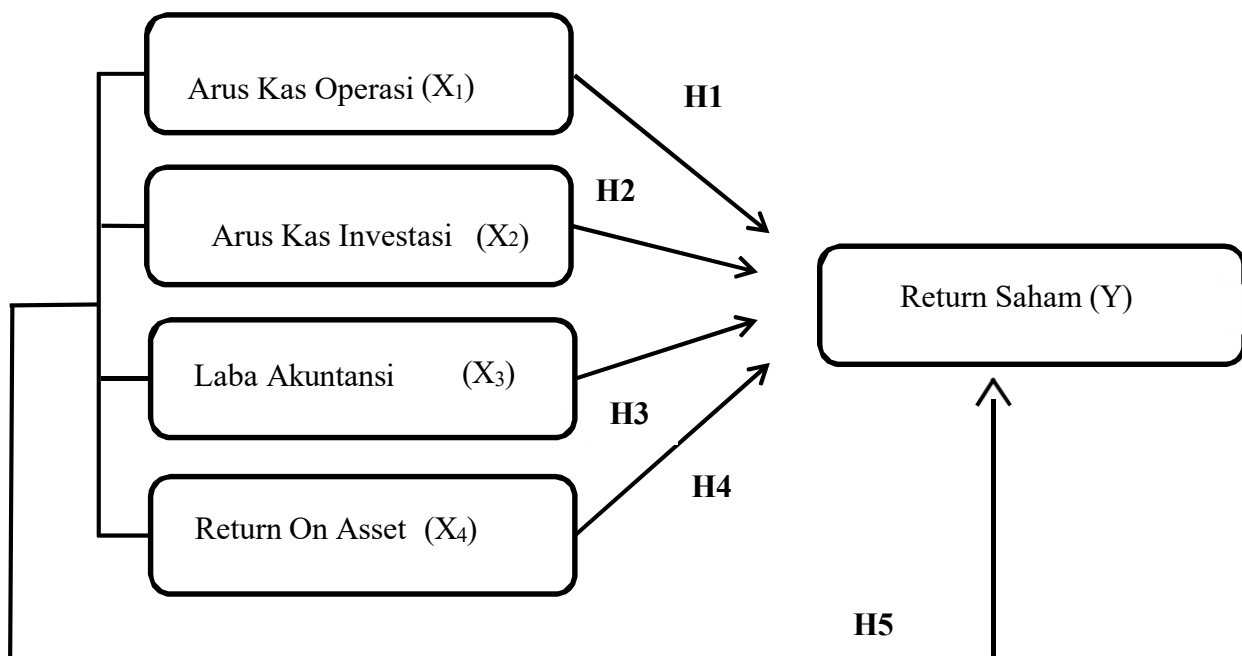 Arus Kas Operasi (X₁)
H1
Arus Kas Investasi (X₂)
H2
Return Saham (Y)
Laba Akuntansi (X₃)
H3
Return On Asset (X₄)
H4
H5